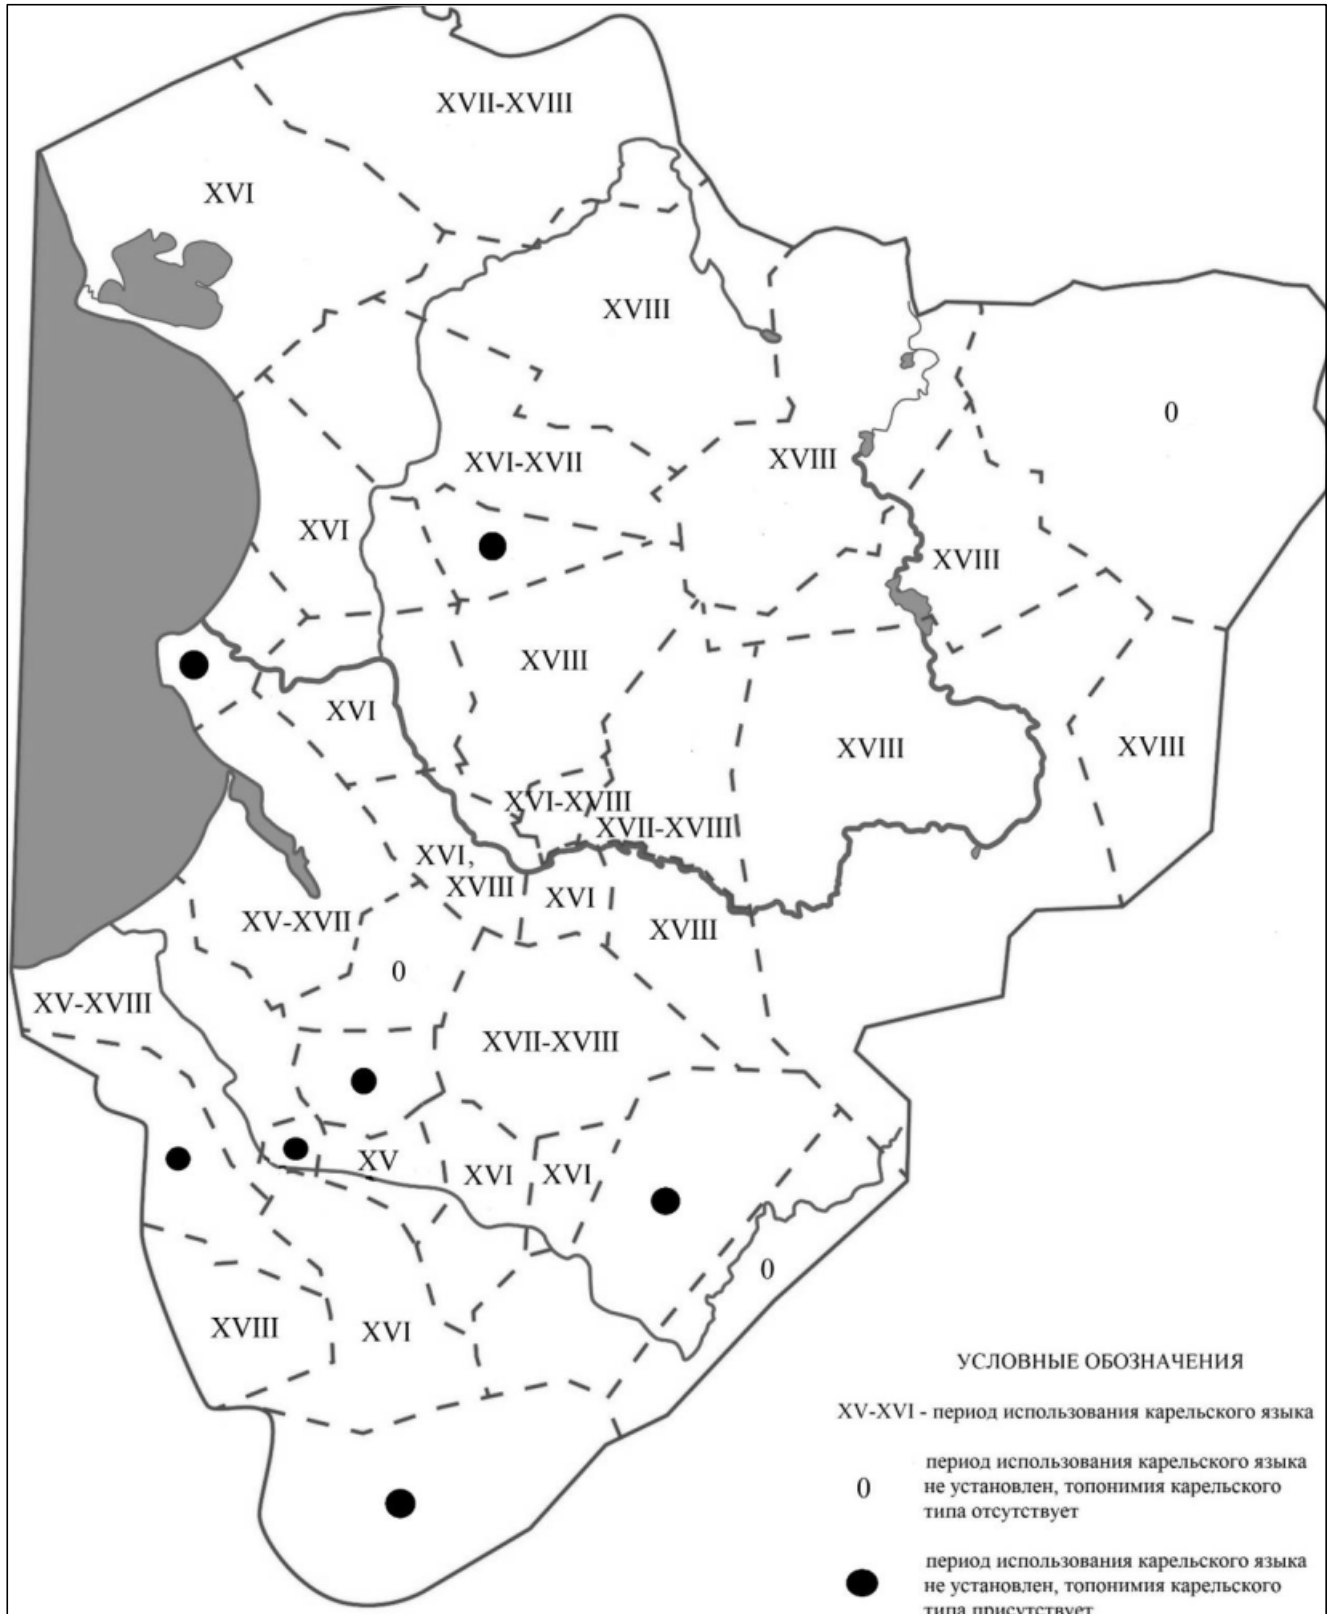 XVII-XVIII
XVI
XVIII
0
XVI-XVII
XVIII
XVI
XVIII
XVIII
XVI
XVIII
XVIII
XVI-XVIII
XVII-XVIII
XVI,
XVIII
XVI
XV-XVII
XVIII
0
XV-XVIII
XVII-XVIII
XV
XVI
XVI
0
XVIII
XVI
УСЛОВНЫЕ ОБОЗНАЧЕНИЯ
XV-XVI - период использования карельского языка
период использования карельского языка
0 не установлен, топонимия карельского
типа отсутствует
период использования карельского языка
не установлен, топонимия карельского
типа присутствует